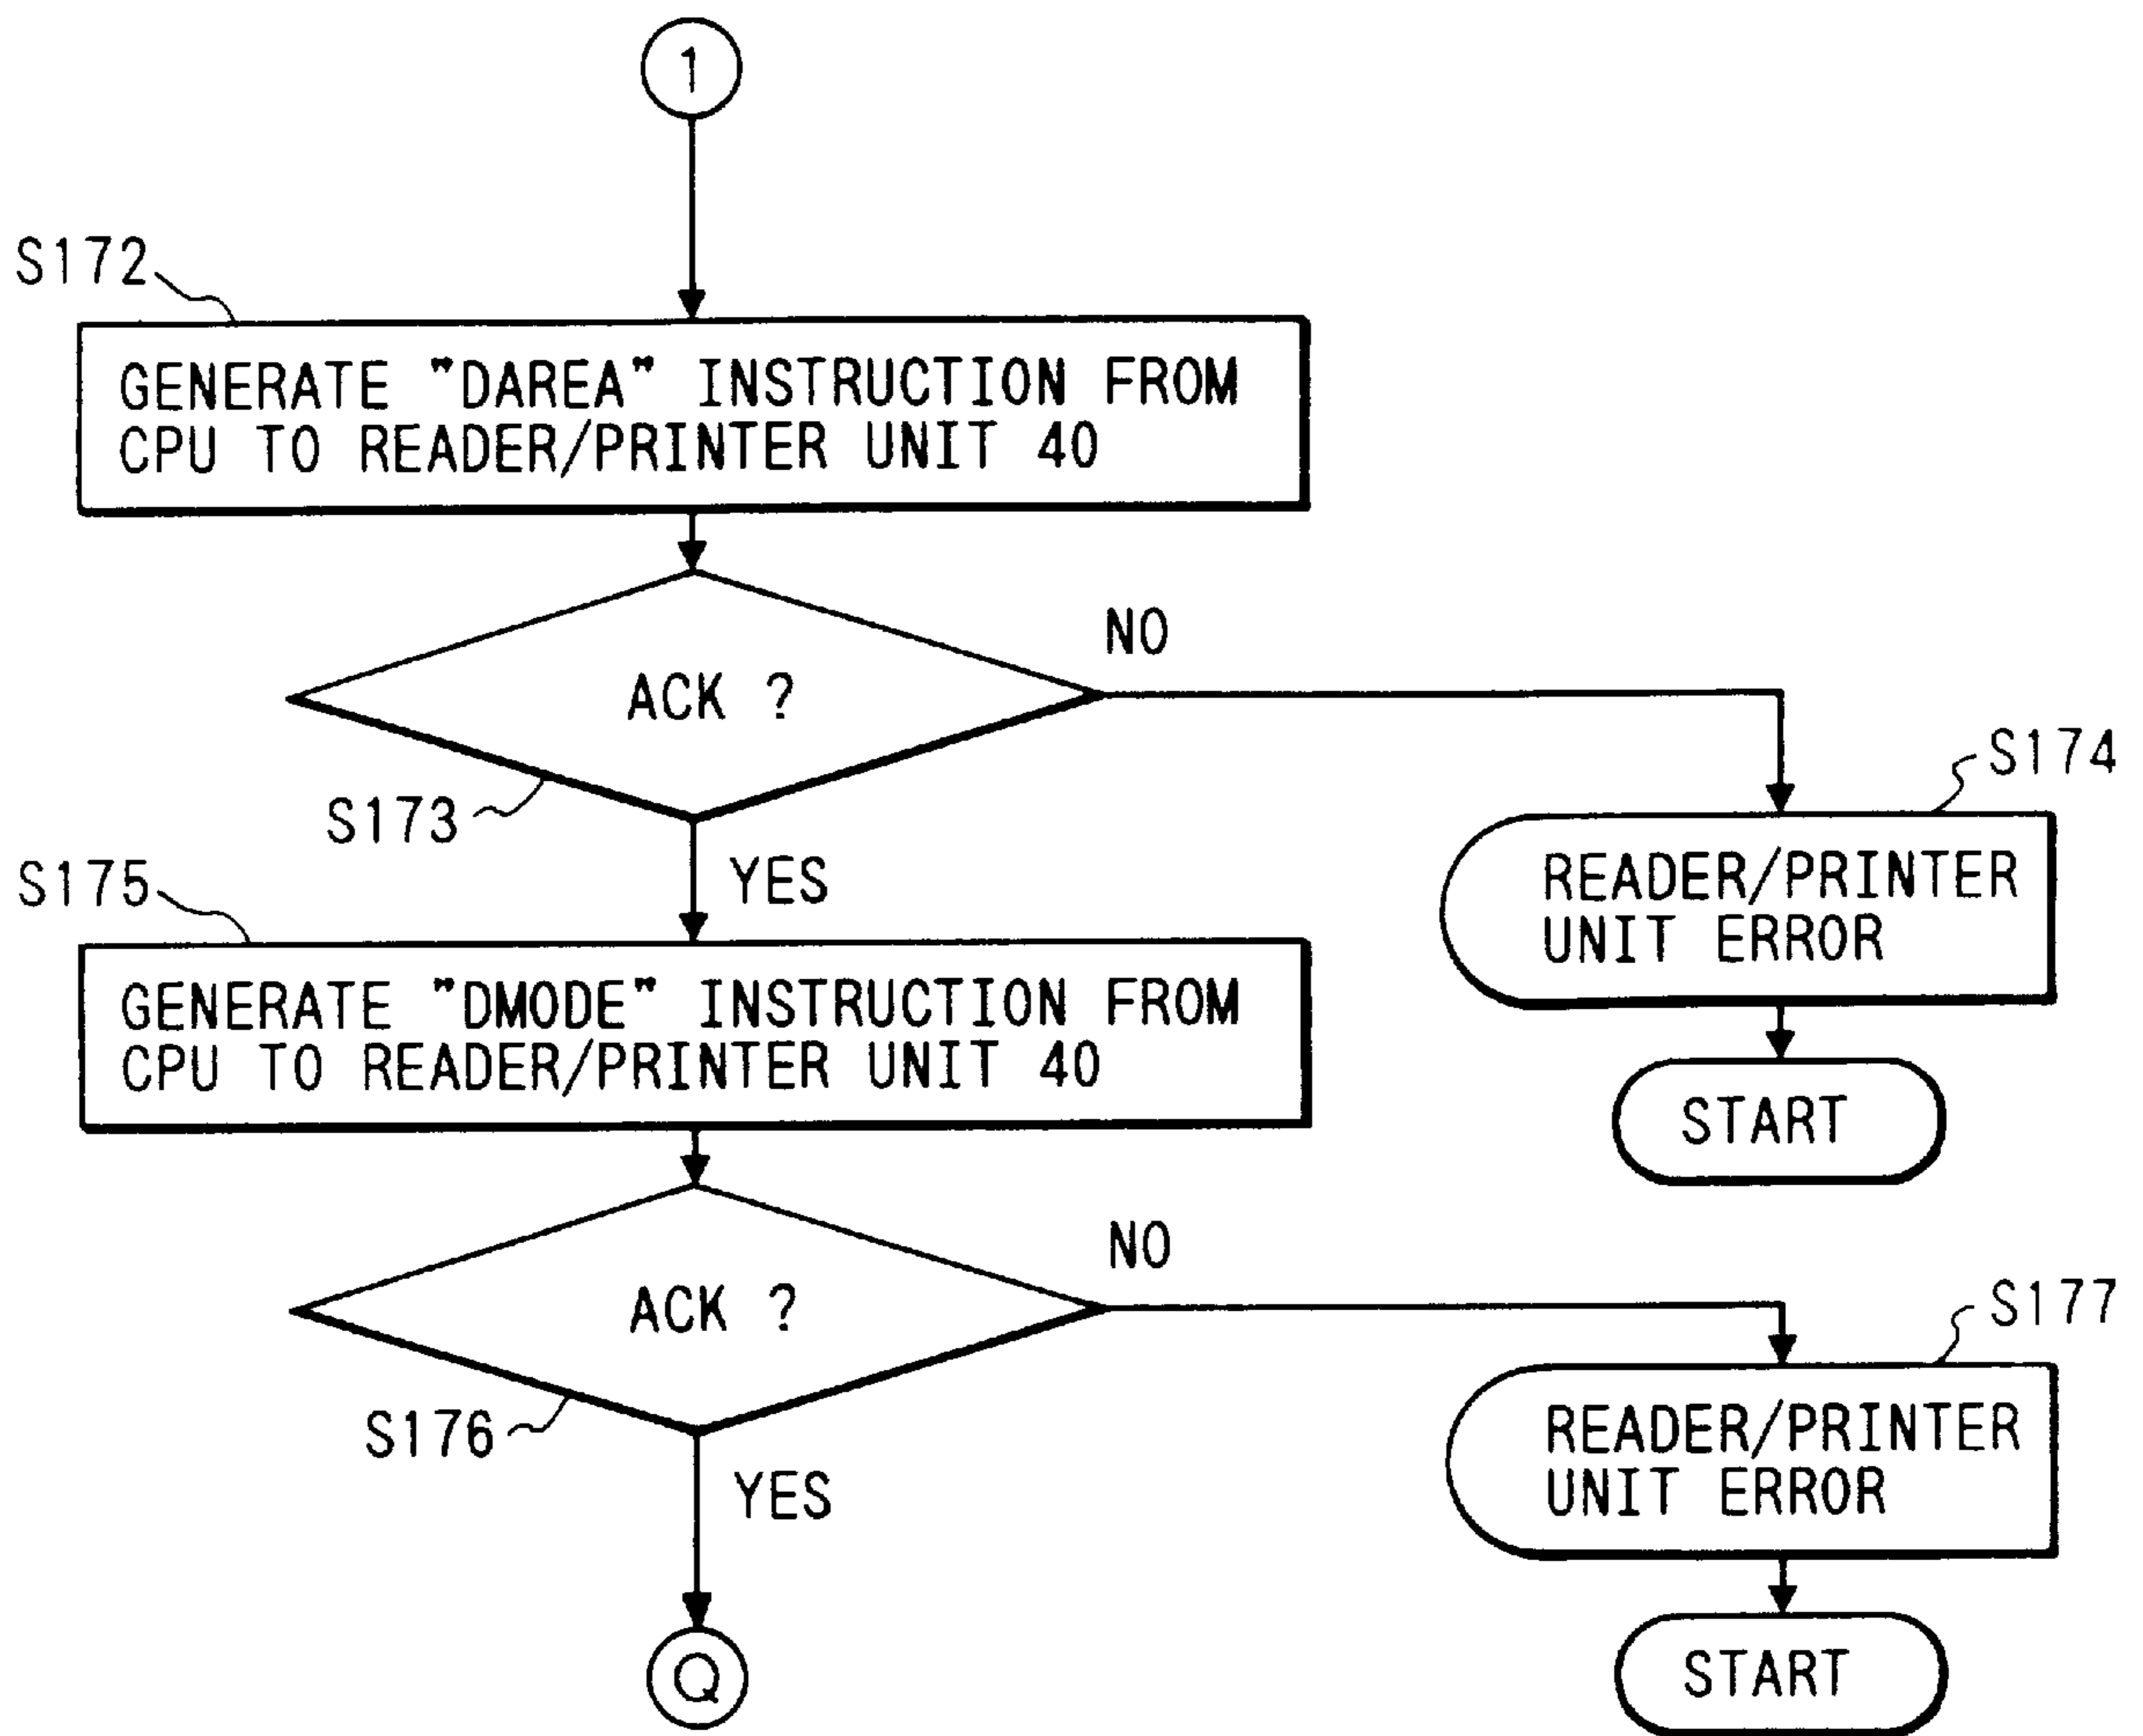 1
S172
GENERATE "DAREA" INSTRUCTION FROM
CPU TO READER/PRINTER UNIT 40
ACK ?
NO
S173
S174
YES
READER/PRINTER
UNIT ERROR
S175
GENERATE "DMODE" INSTRUCTION FROM
CPU TO READER/PRINTER UNIT 40
START
ACK ?
NO
S176
S177
YES
READER/PRINTER
UNIT ERROR
Q
START